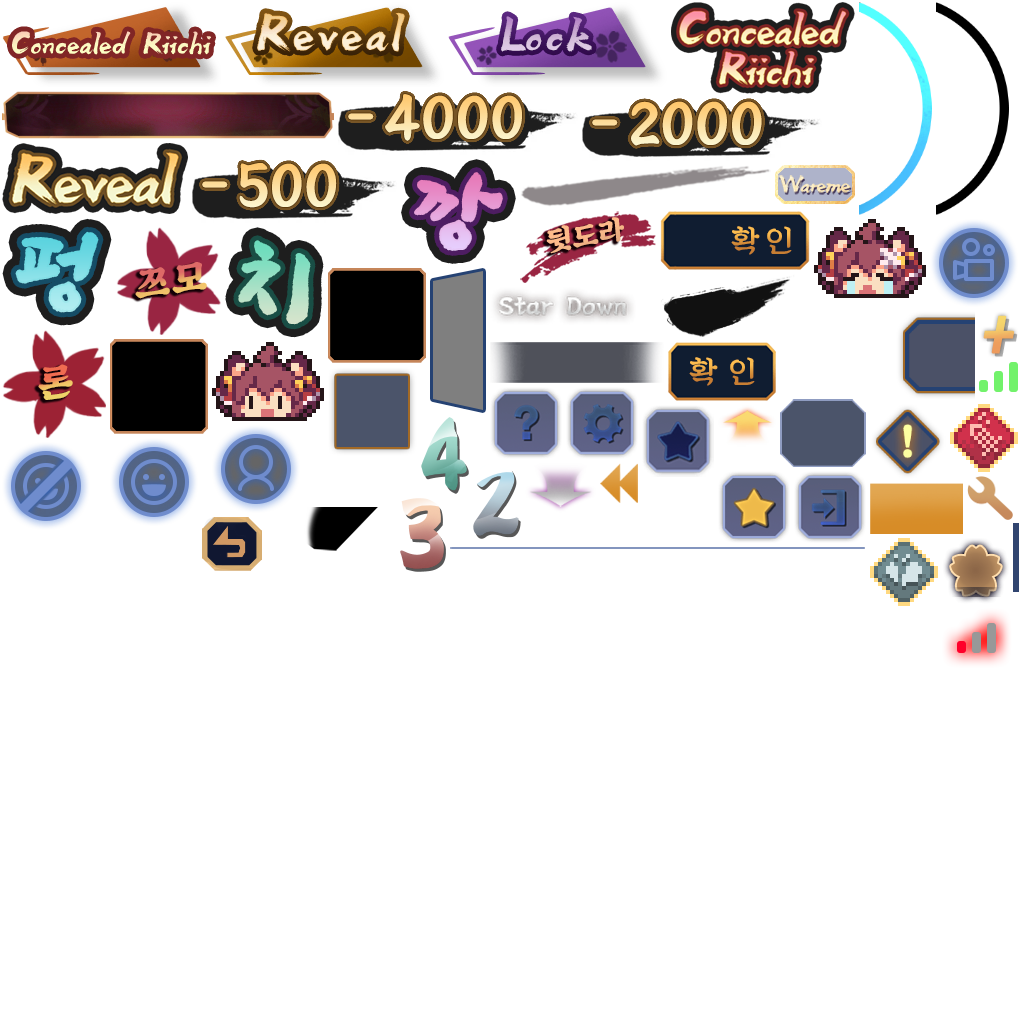 Concealed Riichi
Reveal
Lock
Concealed
Riichi
-4000
-2000
Reveal
-500
깡
Wareme
펑
쯔모
치
뒷도라
확인
Star Down
론
확인
?
!
4
2
3